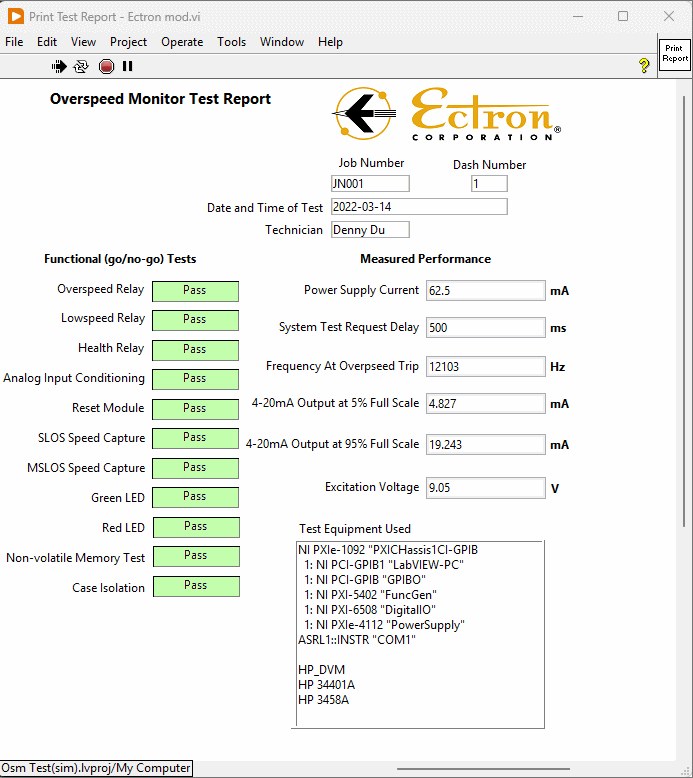 Print Test Report - Ectron mod.vi
File Edit View Project Operate Tools Window Help
Print
Report
Overspeed Monitor Test Report
Ectron®
CORPORATION
Job Number
JN001
Dash Number
1
Date and Time of Test 2022-03-14
Technician Denny Du
Functional (go/no-go) Tests
Overspeed Relay Pass
Lowspeed Relay Pass
Health Relay Pass
Analog Input Conditioning Pass
Reset Module Pass
SLOS Speed Capture Pass
MSLOS Speed Capture Pass
Green LED Pass
Red LED Pass
Non-volatile Memory Test Pass
Case Isolation Pass
Measured Performance
Power Supply Current 62.5 mA
System Test Request Delay 500 ms
Frequency At Overpseed Trip 12103 Hz
4-20mA Output at 5% Full Scale 4.827 mA
4-20mA Output at 95% Full Scale 19.243 mA
Excitation Voltage 9.05 V
Test Equipment Used
NI PXIe-1092 "PXICHassis1CI-GPIB
1: NI PCI-GPIB1 "LabVIEW-PC"
1: NI PCI-GPIB "GPIBO"
1: NI PXI-5402 "FuncGen"
1: NI PXI-6508 "DigitalIO"
1: NI PXIe-4112 "PowerSupply"
ASRL1::INSTR "COM1"
HP_DVM
HP 34401A
HP 3458A
Osm Test(sim).lvproj/My Computer